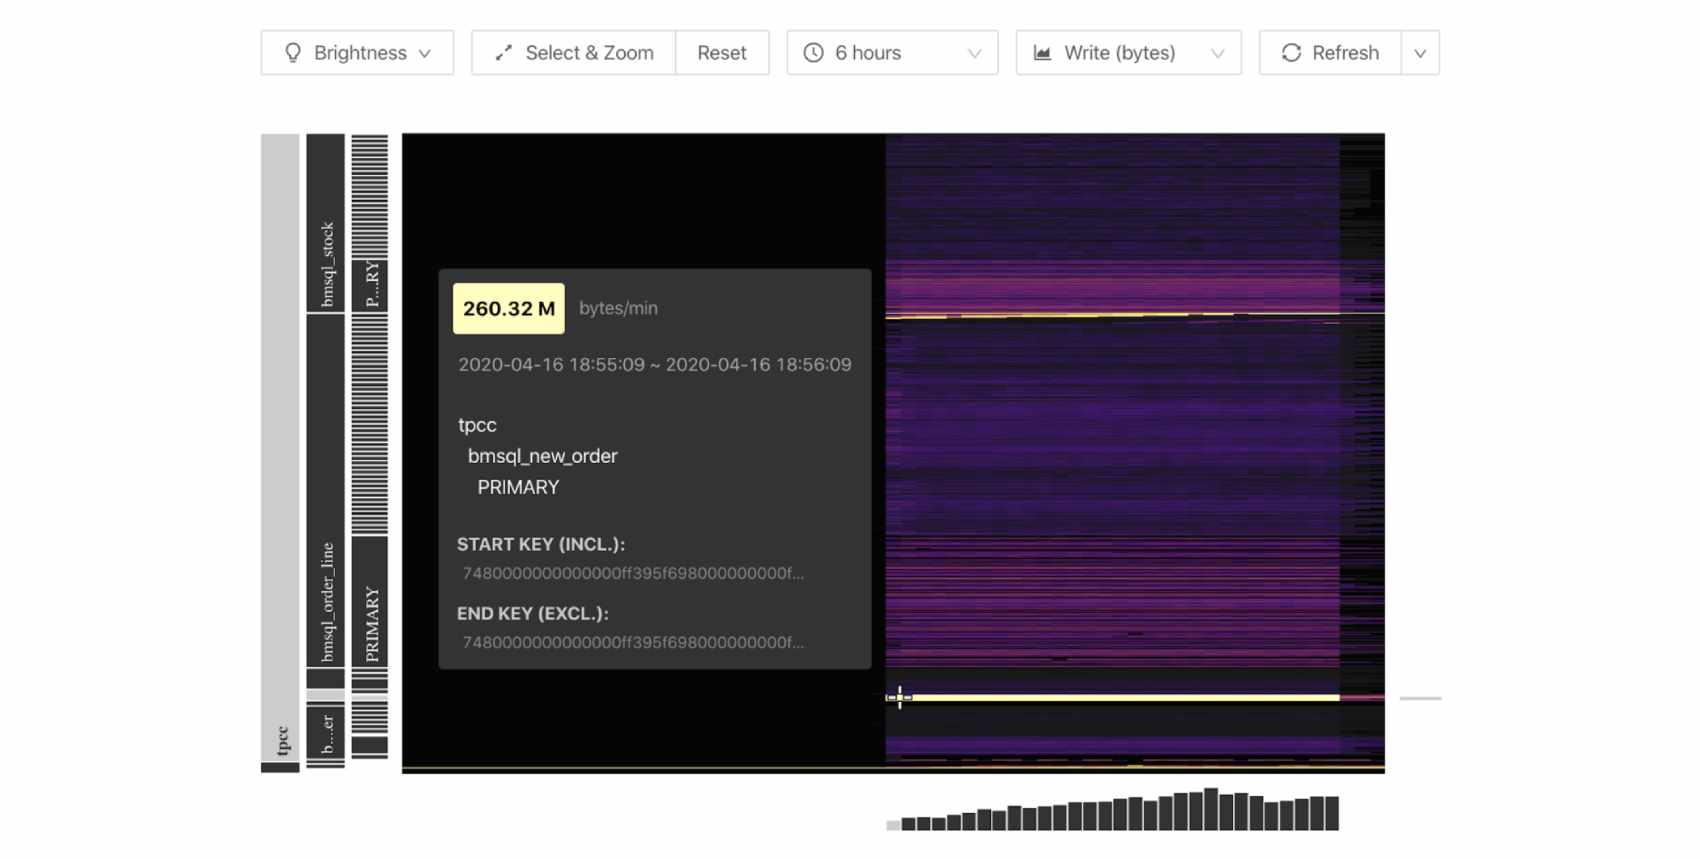 Brightness
Select & Zoom
Reset
6 hours
Write (bytes)
Refresh
tpcc
bmsql_stock
bmsql_order_line
b....er
P....RY
PRIMARY
260.32 M bytes/min
2020-04-16 18:55:09 ~ 2020-04-16 18:56:09
tpcc
bmsql_new_order
PRIMARY
START KEY (INCL.):
7480000000000000ff395f698000000000f...
END KEY (EXCL.):
7480000000000000ff395f698000000000f...